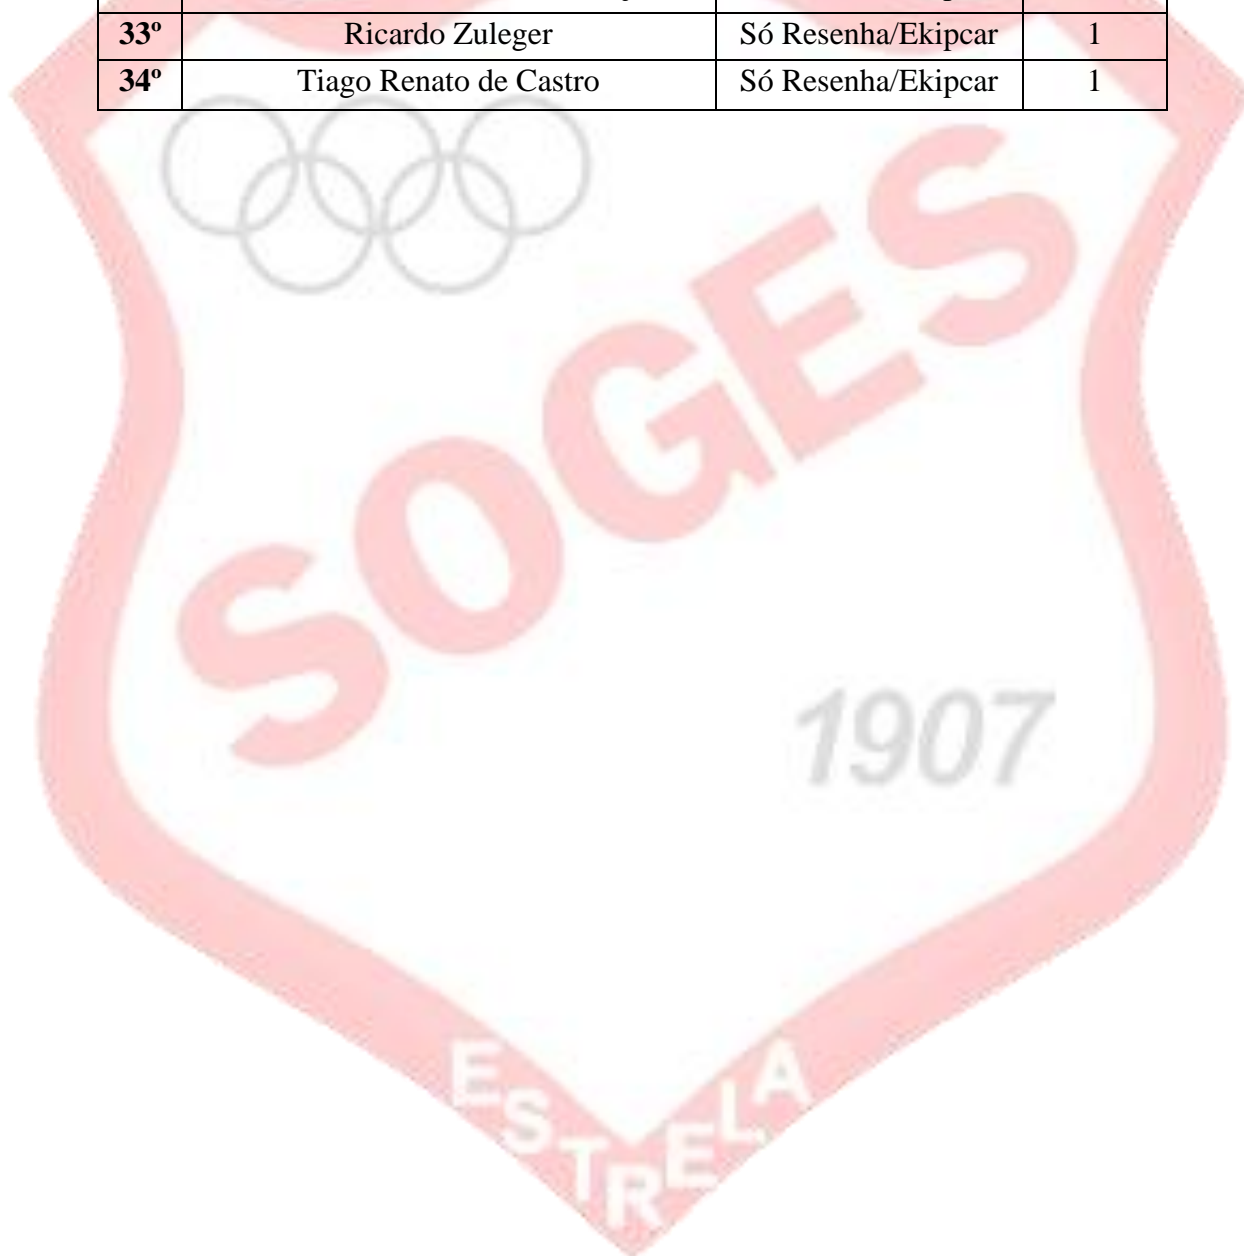 33º Ricardo Zuleger Só Resenha/Ekipcar 1
34º Tiago Renato de Castro Só Resenha/Ekipcar 1
SOGES
1907
ESTRELA